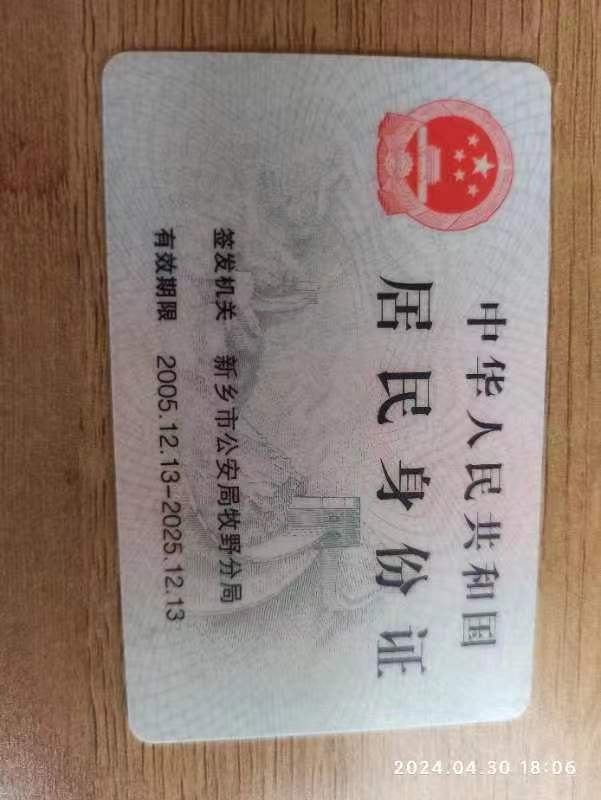 中华人民共和国
居民身份证
签发机关 新乡市公安局牧野分局
有效期限 2005.12.13-2025.12.13
2024.04.30 18:06